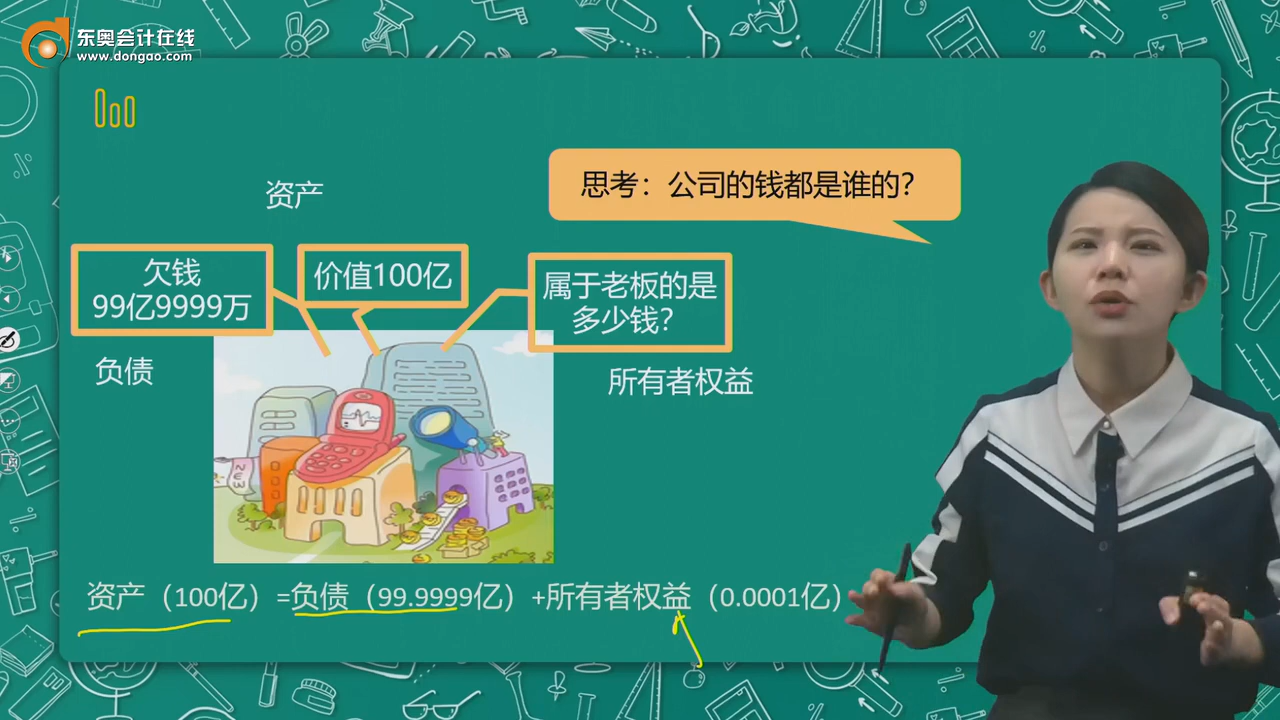 东奥会计在线
www.dongao.com
思考：公司的钱都是谁的？
资产
欠钱
99亿9999万
价值100亿
属于老板的是
多少钱？
负债
所有者权益
NEW
资产（100亿）=负债（99.9999亿）+所有者权益（0.0001亿）